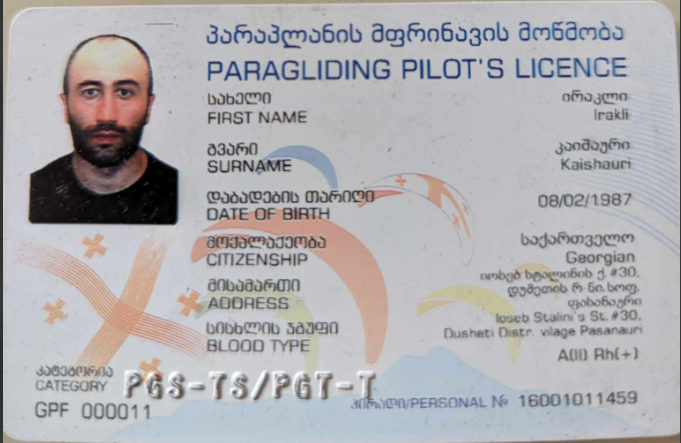 პარაპლანის მფრინავის მოწმობა
PARAGLIDING PILOT'S LICENCE
სახელი
ირაკლი
FIRST NAME
Irakli
გვარი
კაიშაური
SURNAME
Kaishauri
დაბადების თარიღი
08/02/1987
DATE OF BIRTH
მოქალაქეობა
საქართველო
CITIZENSHIP
Georgian
მისამართი
იოსებ სტალინის ქ. #30.
დუშეთის რ-ნი.სოფ.
ფასანაური
ADDRESS
Ioseb Stalini's St. #30.
Dusheti Distr. vilage Pasanauri
სისხლის ჯგუფი
BLOOD TYPE
A(II) Rh(+)
კატეგორია
CATEGORY PGS-TS/PGT-T
GPF 000011
პირადი/PERSONAL № 16001011459